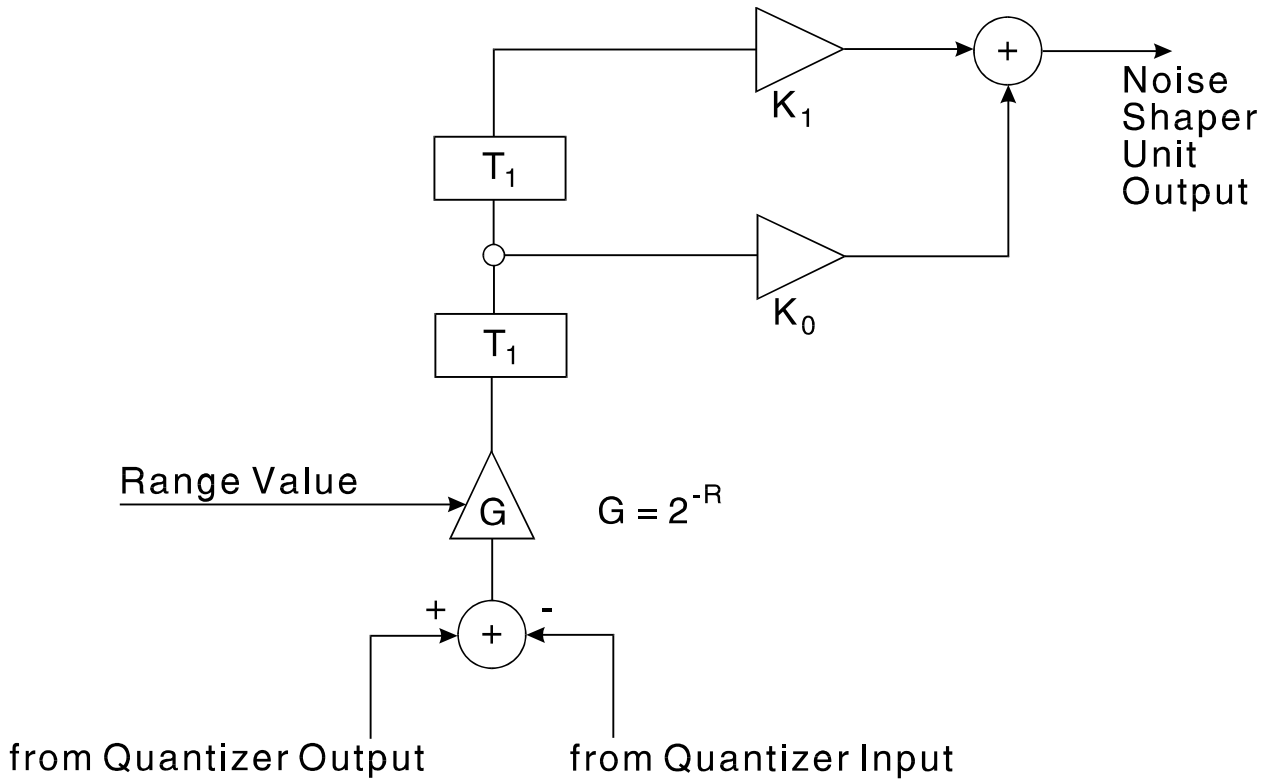 +
K₁
Noise
Shaper
Unit
Output
T₁
K₀
T₁
Range Value
G
G = 2⁻ᴿ
+
-
+
from Quantizer Output
from Quantizer Input